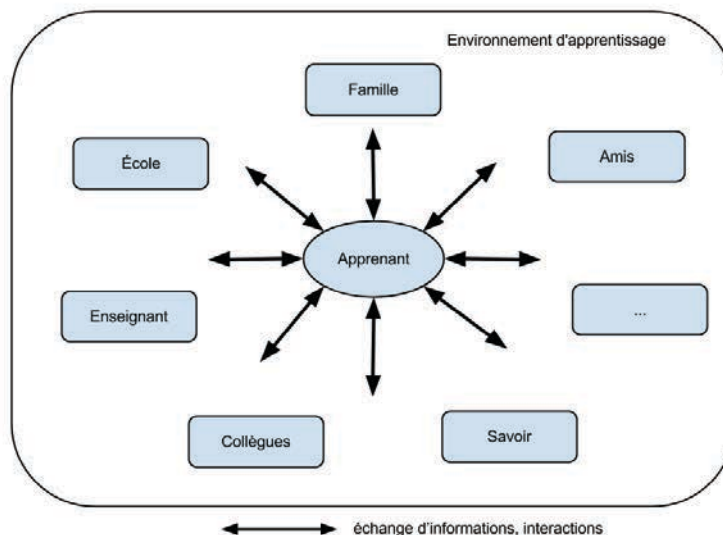 Environnement d'apprentissage
Famille
École
Amis
Apprenant
Enseignant
...
Collègues
Savoir
échange d'informations, interactions